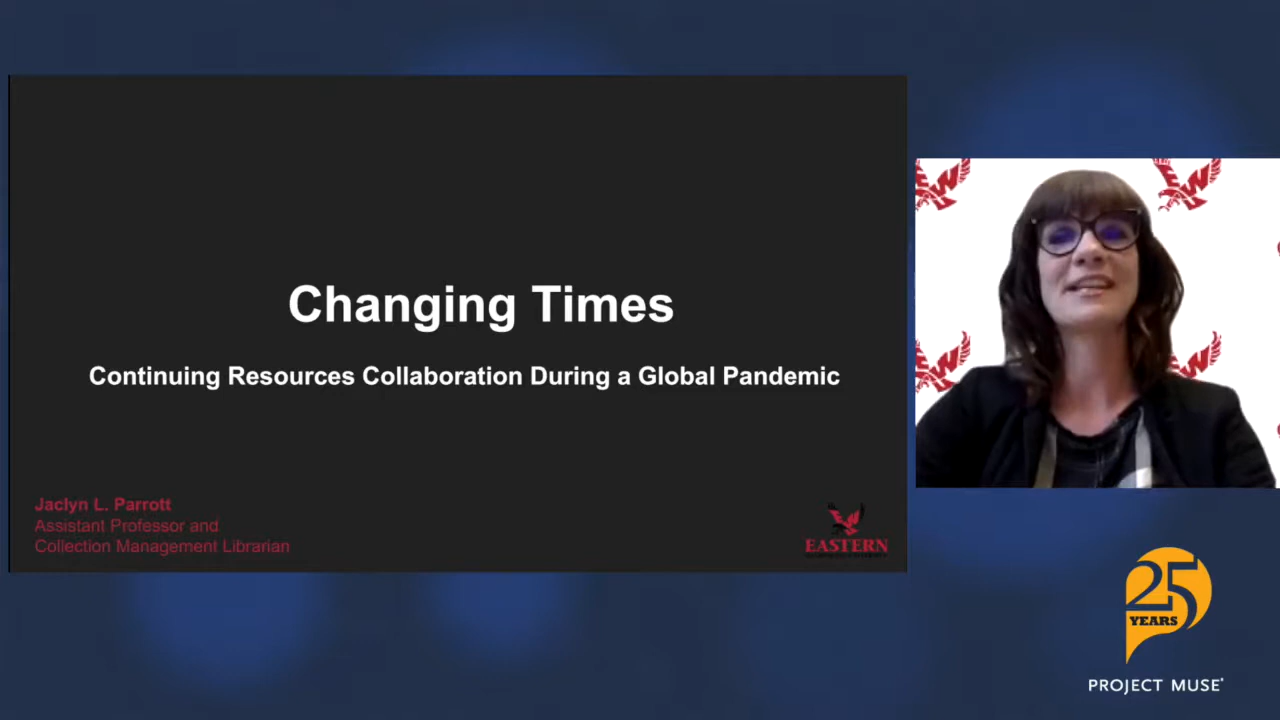 Changing Times
Continuing Resources Collaboration During a Global Pandemic
Jaclyn L. Parrott
Assistant Professor and
Collection Management Librarian
EASTERN
25
YEARS
PROJECT MUSE®